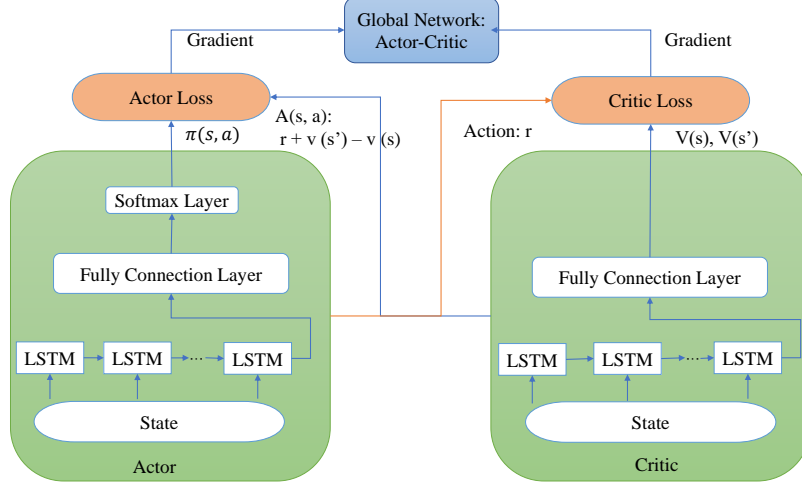 Global Network:
Actor-Critic
Gradient
Gradient
Actor Loss
Critic Loss
A(s, a):
r + v (s’) – v (s)
π(s, a)
Action: r
V(s), V(s’)
Softmax Layer
Fully Connection Layer
Fully Connection Layer
LSTM
LSTM
...
LSTM
LSTM
LSTM
...
LSTM
State
State
Actor
Critic